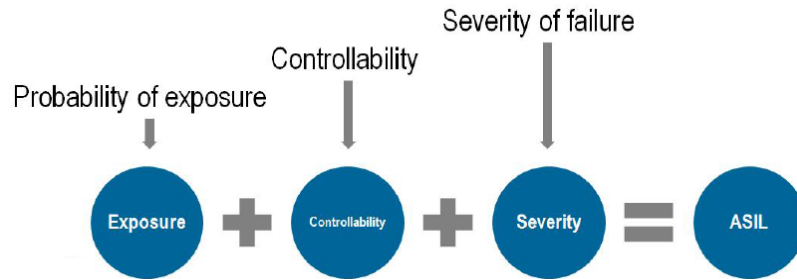 Severity of failure
Controllability
Probability of exposure
Exposure
Controllability
Severity
ASIL